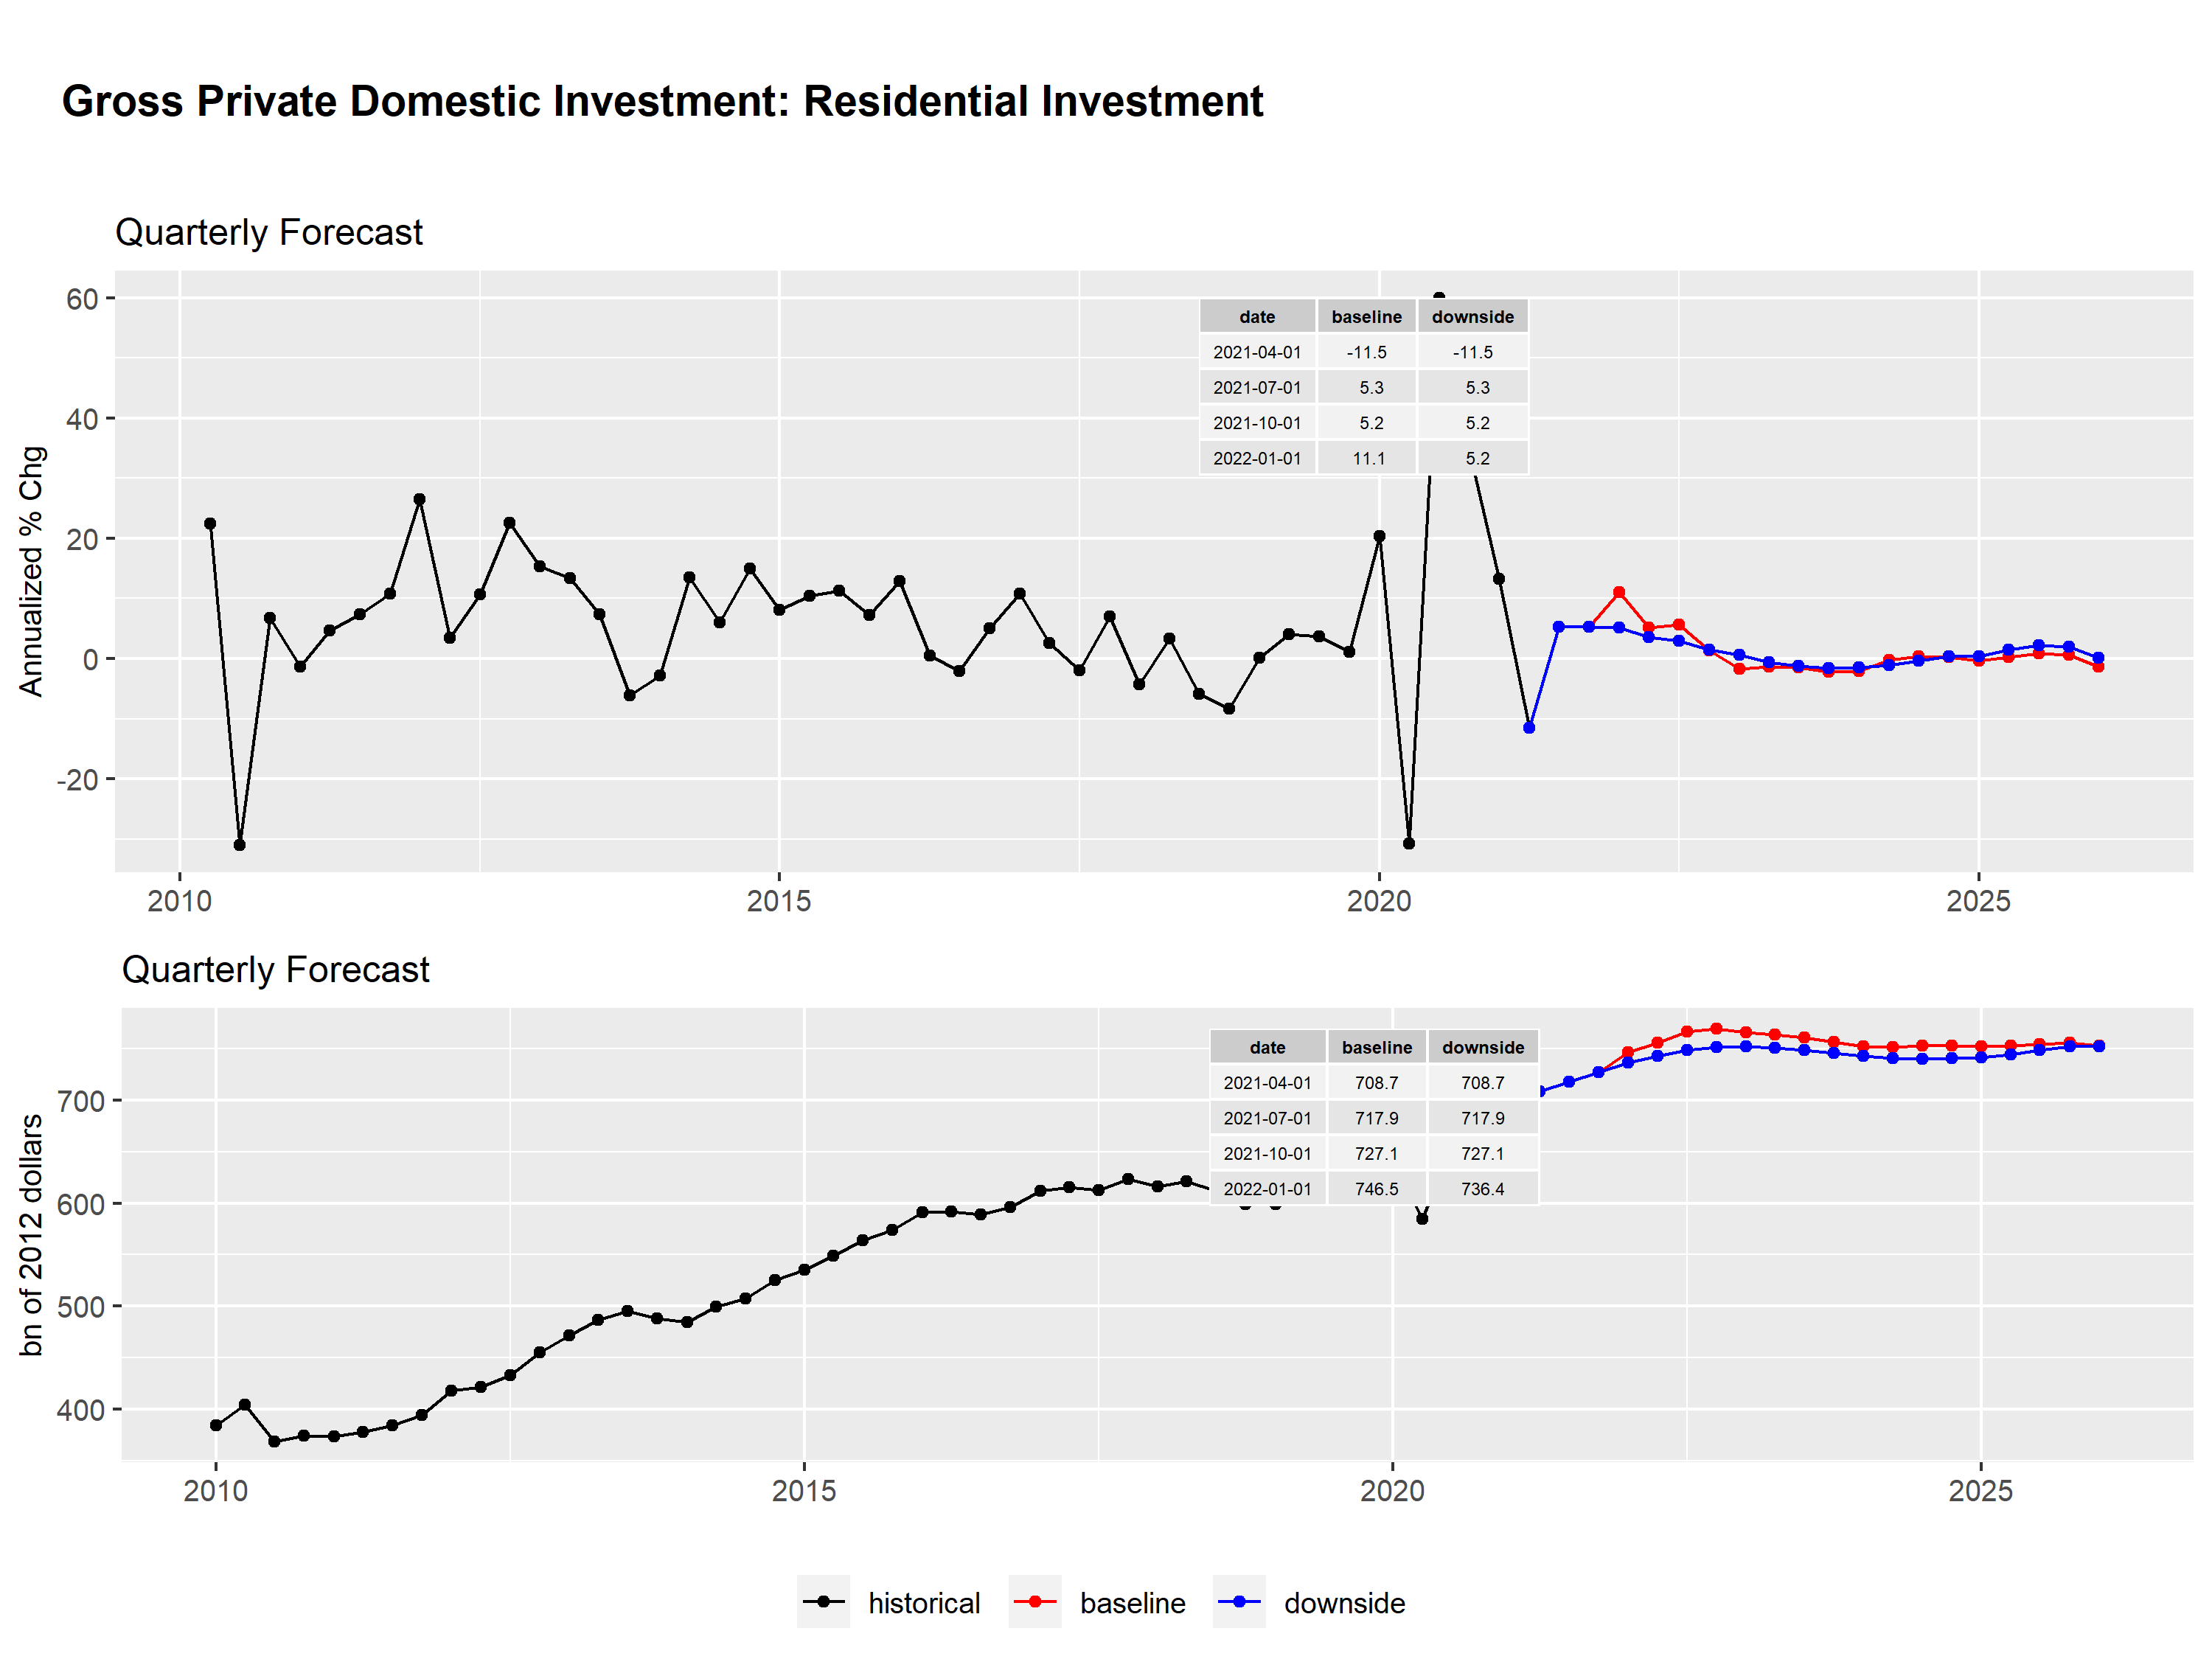 Gross Private Domestic Investment: Residential Investment
Quarterly Forecast
Annualized % Chg
60
40
20
0
-20
date baseline downside
2021-04-01 -11.5 -11.5
2021-07-01 5.3 5.3
2021-10-01 5.2 5.2
2022-01-01 11.1 5.2
2010 2015 2020 2025
Quarterly Forecast
bn of 2012 dollars
700
600
500
400
date baseline downside
2021-04-01 708.7 708.7
2021-07-01 717.9 717.9
2021-10-01 727.1 727.1
2022-01-01 746.5 736.4
2010 2015 2020 2025
historical baseline downside